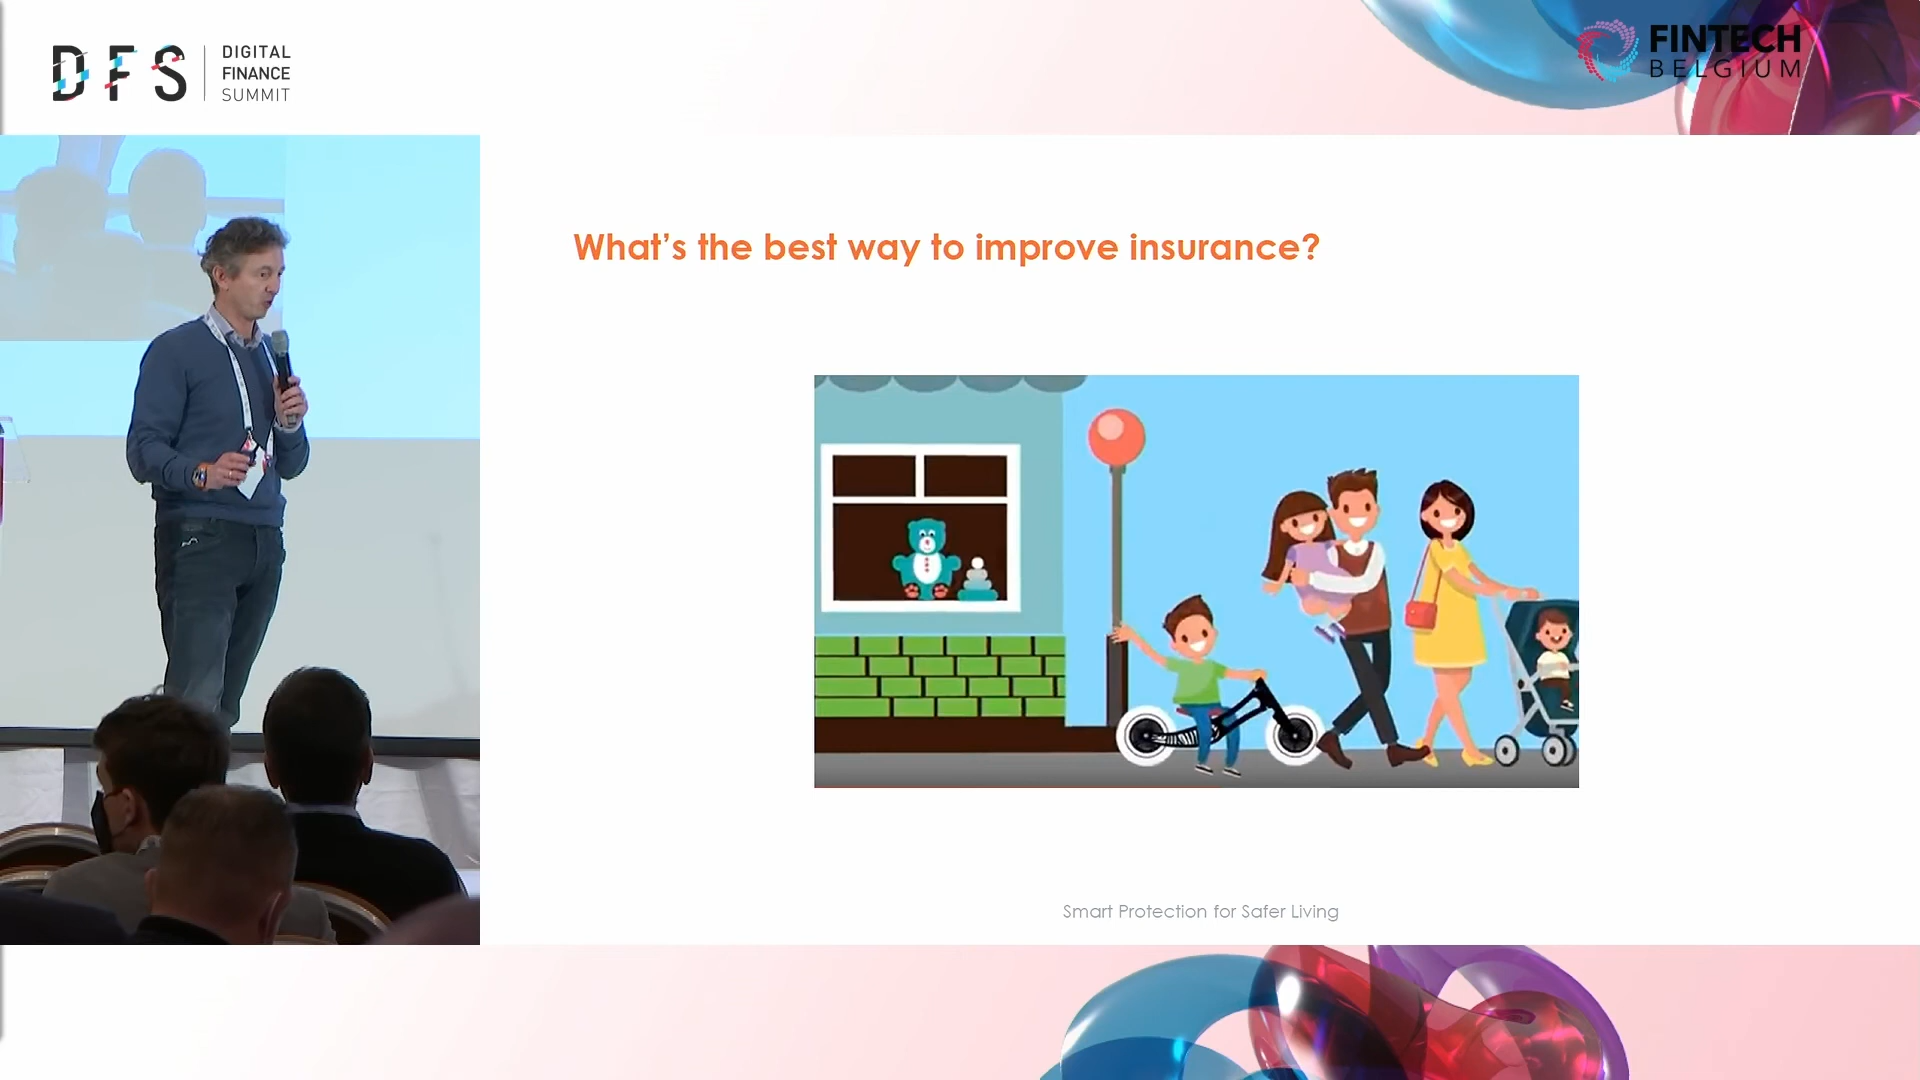 DFS
DIGITAL
FINANCE
SUMMIT
FINTECH
BELGIUM
What's the best way to improve insurance?
Smart Protection for Safer Living